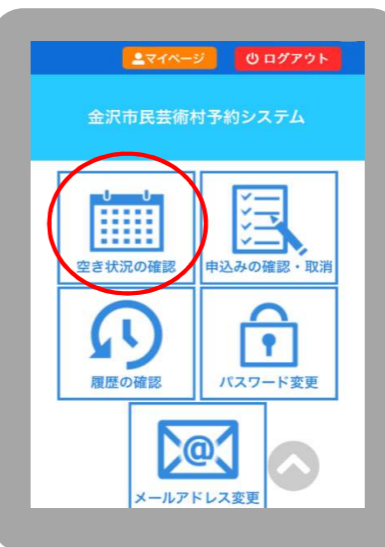 マイページ ログアウト
金沢市民芸術村予約システム
空き状況の確認 申込みの確認・取消
履歴の確認 パスワード変更
@
メールアドレス変更